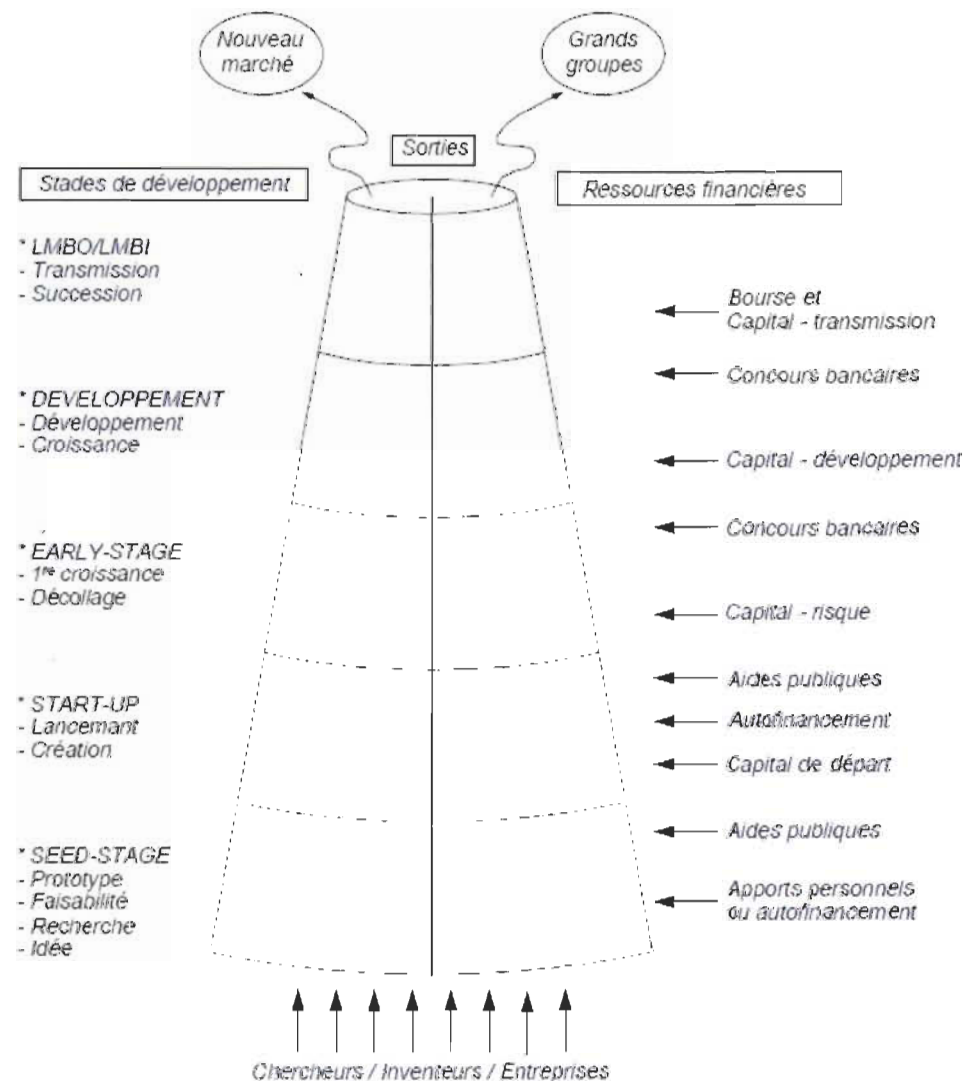 Nouveau
marché
Grands
groupes
Sorties
Stades de développement
Ressources financières
* LMBO/LMBI
- Transmission
- Succession
Bourse et
Capital - transmission
Concours bancaires
* DEVELOPPEMENT
- Développement
- Croissance
Capital - développement
Concours bancaires
* EARLY-STAGE
- 1re croissance
- Décollage
Capital - risque
Aides publiques
* START-UP
- Lancemant
- Création
Autofinancement
Capital de départ
Aides publiques
* SEED-STAGE
- Prototype
- Faisabilité
- Recherche
- Idée
Apports personnels
ou autofinancement
Chercheurs / Inventeurs / Entreprises